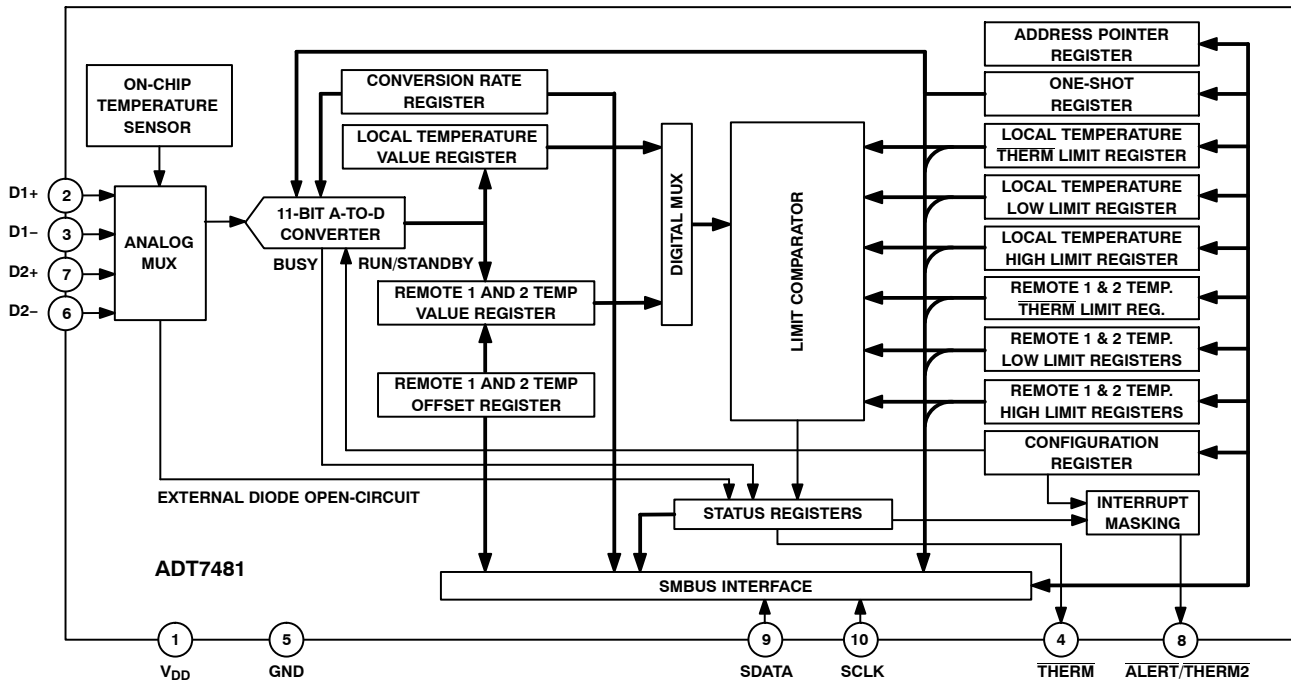 ADDRESS POINTER
REGISTER
ON-CHIP
TEMPERATURE
SENSOR
CONVERSION RATE
REGISTER
ONE-SHOT
REGISTER
LOCAL TEMPERATURE
VALUE REGISTER
LOCAL TEMPERATURE
THERM LIMIT REGISTER
D1+
2
D1−
3
D2+
7
D2−
6
ANALOG
MUX
11-BIT A-TO-D
CONVERTER
BUSY
RUN/STANDBY
DIGITAL MUX
LIMIT COMPARATOR
LOCAL TEMPERATURE
LOW LIMIT REGISTER
LOCAL TEMPERATURE
HIGH LIMIT REGISTER
REMOTE 1 AND 2 TEMP
VALUE REGISTER
REMOTE 1 & 2 TEMP.
THERM LIMIT REG.
REMOTE 1 & 2 TEMP.
LOW LIMIT REGISTERS
REMOTE 1 AND 2 TEMP
OFFSET REGISTER
REMOTE 1 & 2 TEMP.
HIGH LIMIT REGISTERS
CONFIGURATION
REGISTER
EXTERNAL DIODE OPEN-CIRCUIT
STATUS REGISTERS
INTERRUPT
MASKING
ADT7481
SMBUS INTERFACE
1
5
9
10
4
8
VDD
GND
SDATA
SCLK
THERM
ALERT/THERM2